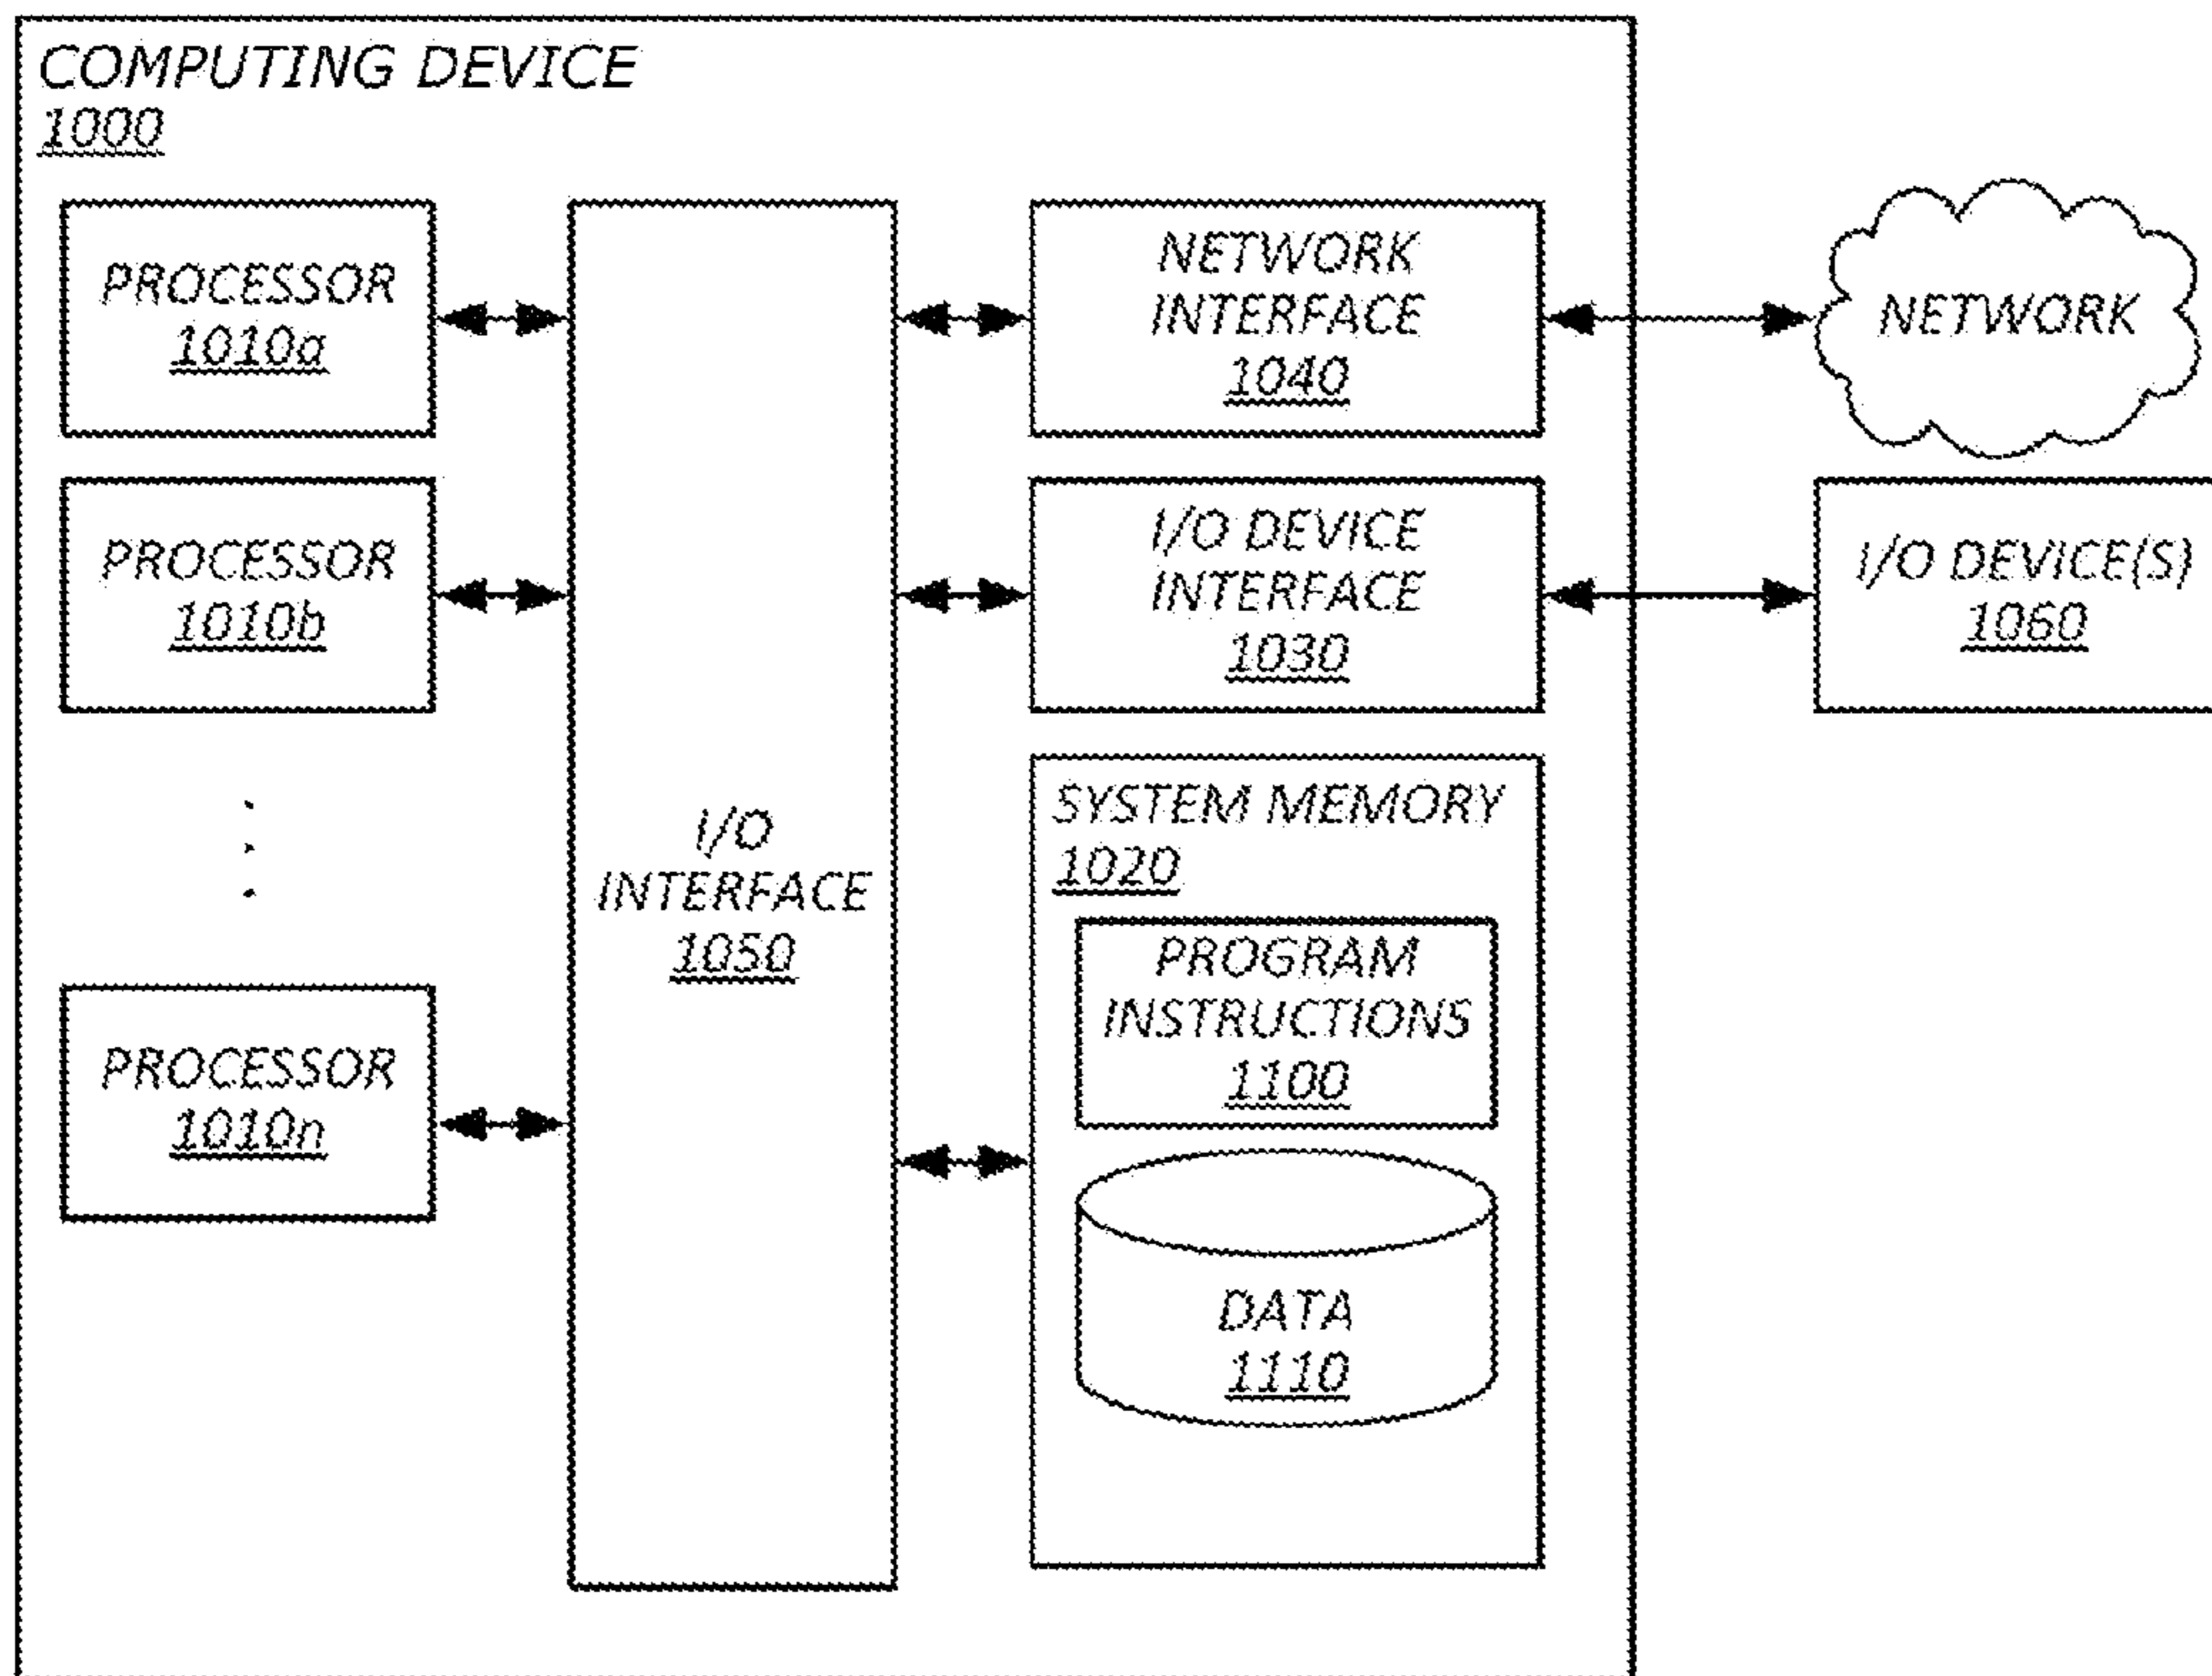 COMPUTING DEVICE
1000
PROCESSOR
1010a
PROCESSOR
1010b
PROCESSOR
1010n
I/O
INTERFACE
1050
NETWORK
INTERFACE
1040
I/O DEVICE
INTERFACE
1030
SYSTEM MEMORY
1020
PROGRAM
INSTRUCTIONS
1100
DATA
1110
NETWORK
I/O DEVICE(S)
1060